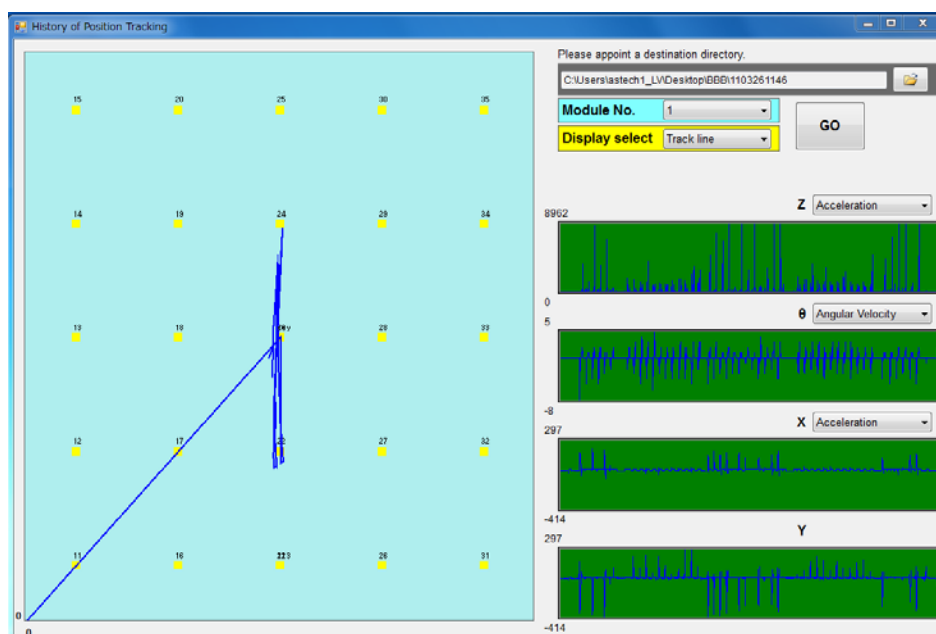 History of Position Tracking
Please appoint a destination directory.
C:\Users\astech1_LV\Desktop\BBB\1103261146
Module No. 1
GO
Display select Track line
15 20 25 30 35
14 19 24 29 34
13 18 28 33
12 17 22 27 32
11 16 26 31
0
0
Z Acceleration
8962
0
θ Angular Velocity
5
-8
X Acceleration
297
-414
Y
297
-414